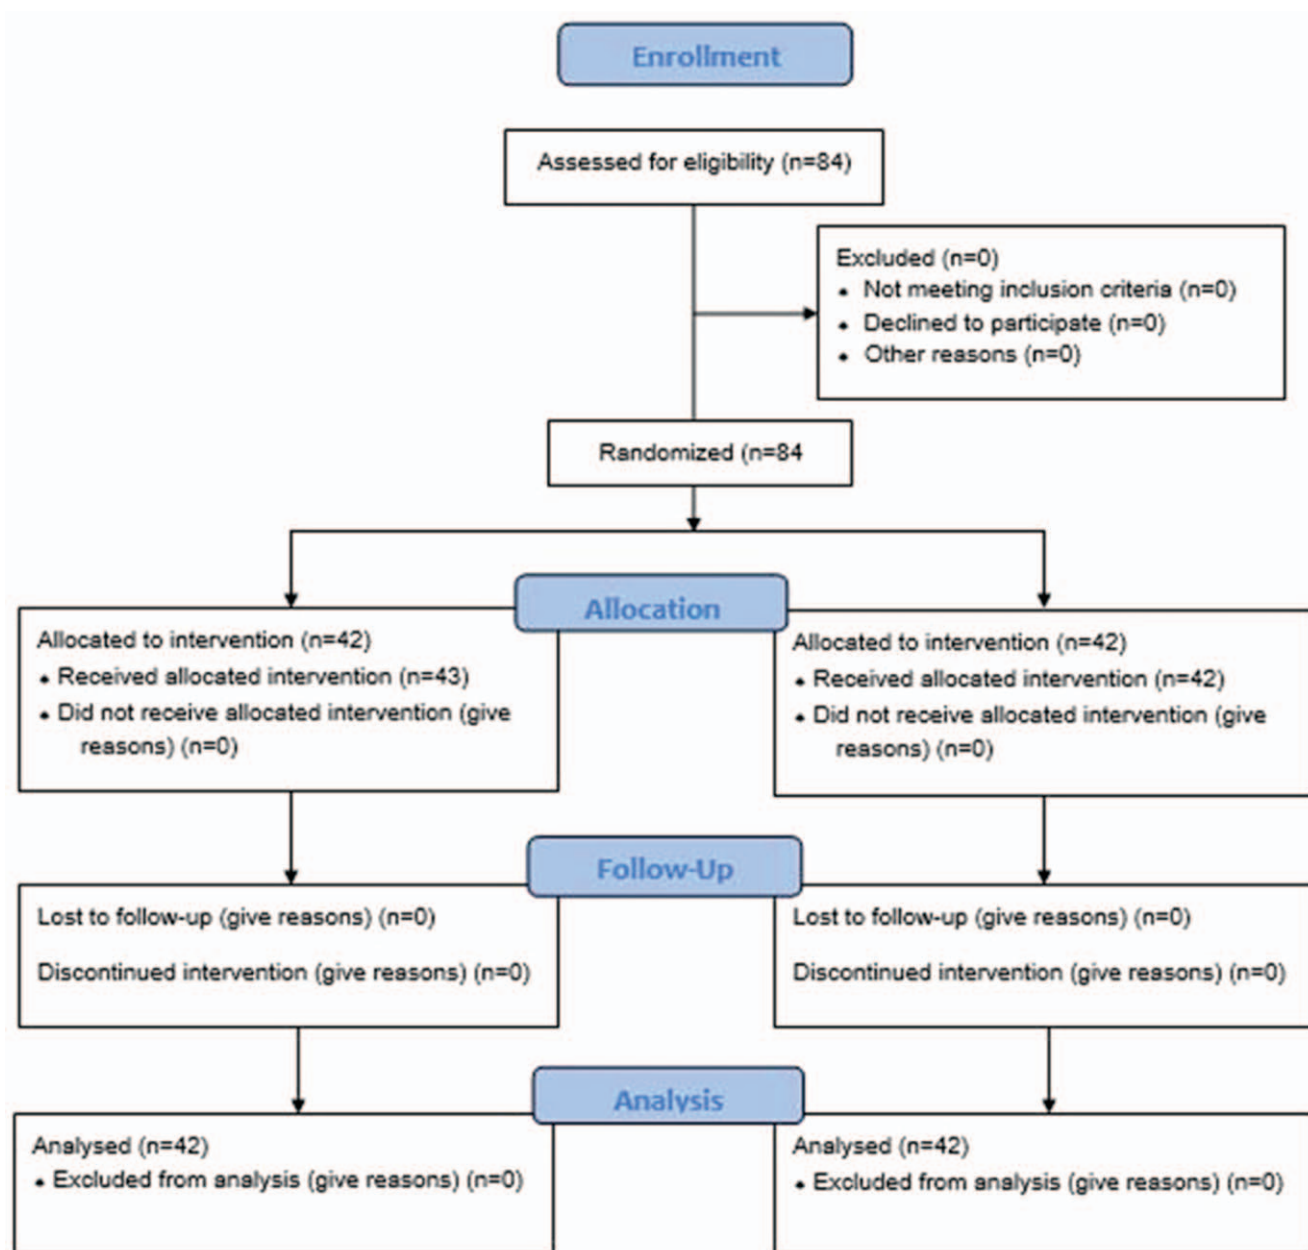 Enrollment
Assessed for eligibility (n=84)
Excluded (n=0)
• Not meeting inclusion criteria (n=0)
• Declined to participate (n=0)
• Other reasons (n=0)
Randomized (n=84
Allocation
Allocated to intervention (n=42)
• Received allocated intervention (n=43)
• Did not receive allocated intervention (give
reasons) (n=0)
Allocated to intervention (n=42)
• Received allocated intervention (n=42)
• Did not receive allocated intervention (give
reasons) (n=0)
Follow-Up
Lost to follow-up (give reasons) (n=0)
Discontinued intervention (give reasons) (n=0)
Lost to follow-up (give reasons) (n=0)
Discontinued intervention (give reasons) (n=0)
Analysis
Analysed (n=42)
• Excluded from analysis (give reasons) (n=0)
Analysed (n=42)
• Excluded from analysis (give reasons) (n=0)